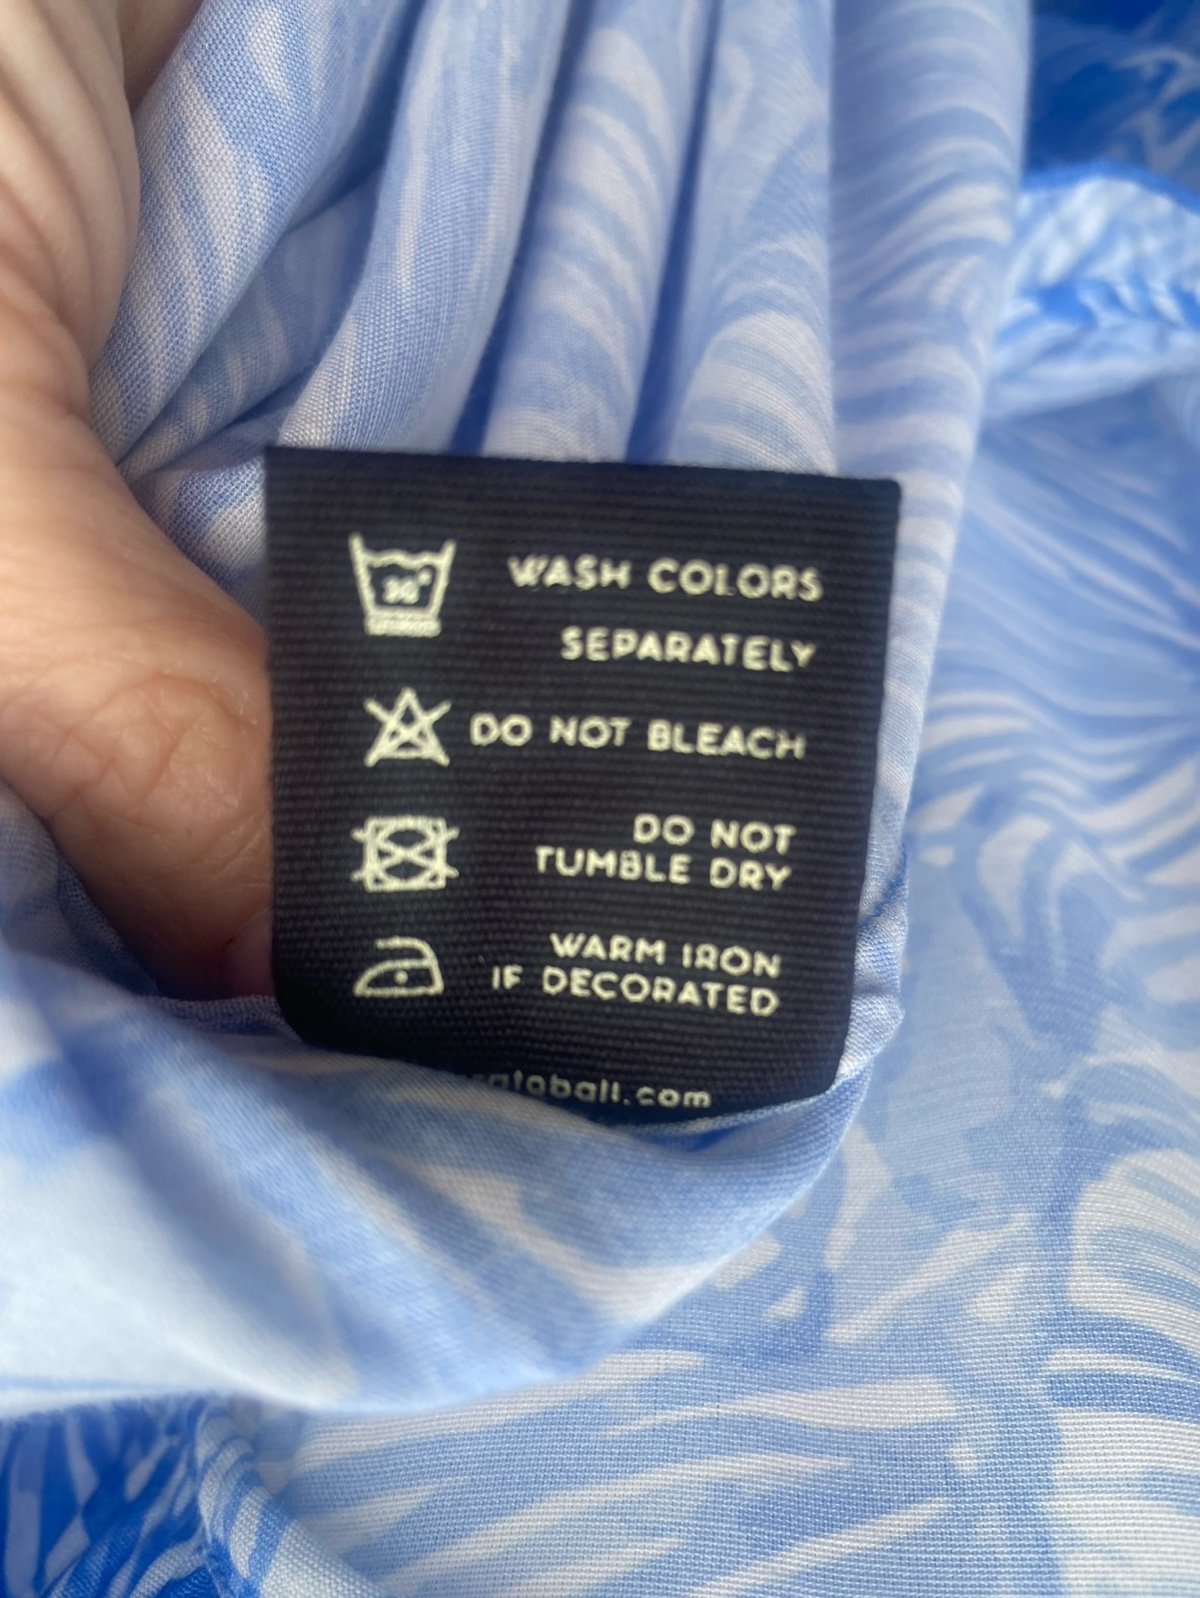 30°
WASH COLORS
SEPARATELY
DO NOT BLEACH
DO NOT
TUMBLE DRY
WARM IRON
IF DECORATED